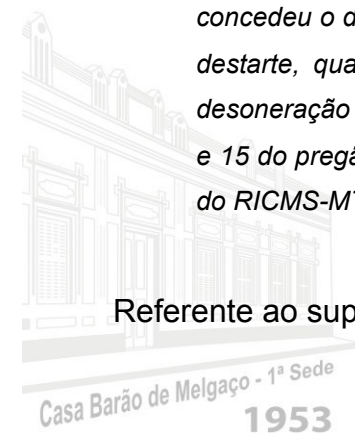 concedeu o d
destarte, qua
desoneração
e 15 do pregã
do RICMS-MT
Referente ao sup
Casa Barão de Melgaço - 1ª Sede
1953